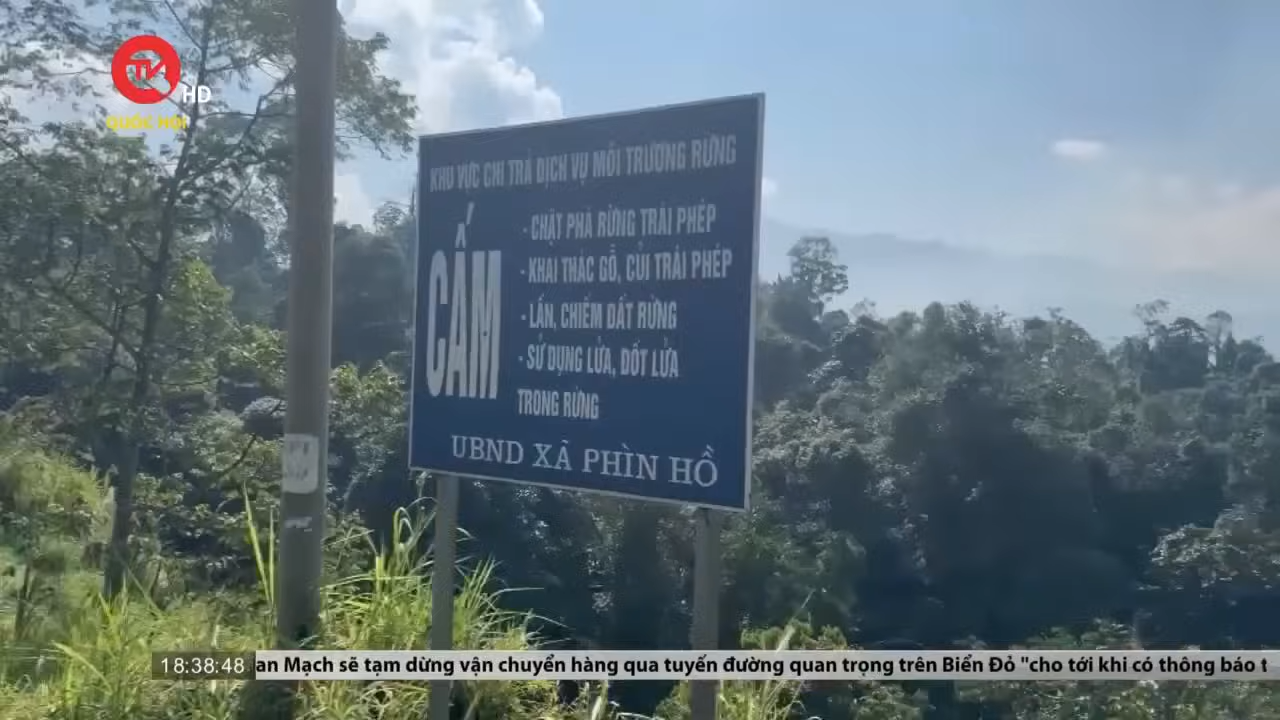 TV HD
QUỐC HỘI
KHU VỰC CHI TRẢ DỊCH VỤ MÔI TRƯỜNG RỪNG
CẤM
- CHẶT PHÁ RỪNG TRÁI PHÉP
- KHAI THÁC GỖ, CỦI TRÁI PHÉP
- LẤN, CHIẾM ĐẤT RỪNG
- SỬ DỤNG LỬA, ĐỐT LỬA
TRONG RỪNG
UBND XÃ PHÌN HỒ
18:38:48 an Mạch sẽ tạm dừng vận chuyển hàng qua tuyến đường quan trọng trên Biển Đỏ "cho tới khi có thông báo t